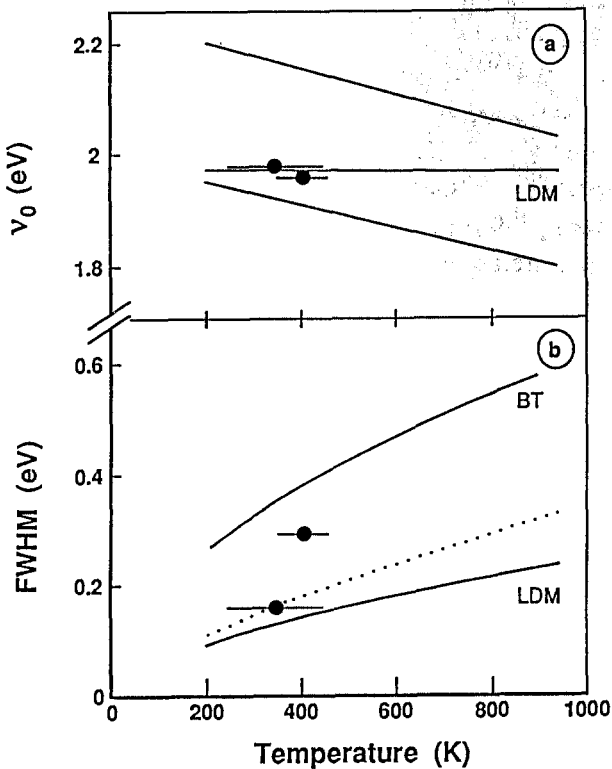 a
2.2
2
1.8
ν₀ (eV)
LDM
b
0.6
0.4
0.2
0
FWHM (eV)
BT
LDM
0 200 400 600 800 1000
Temperature (K)